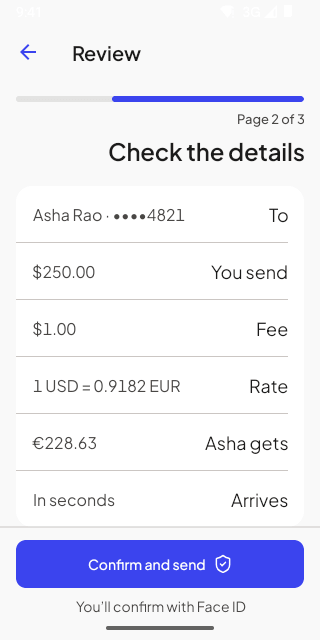 9:41
3G
Review
Page 2 of 3
Check the details
To
Asha Rao · ••••4821
You send
$250.00
Fee
$1.00
Rate
1 USD = 0.9182 EUR
Asha gets
€228.63
Arrives
In seconds
Confirm and send
You'll confirm with Face ID